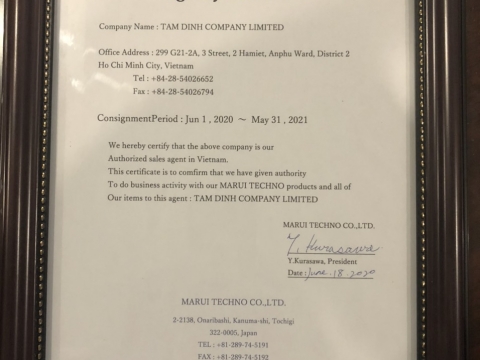 Company Name : TAM DINH COMPANY LIMITED
Office Address : 299 G21-2A, 3 Street, 2 Hamiet, Anphu Ward, District 2
Ho Chi Minh City, Vietnam
Tel : +84-28-54026652
Fax : +84-28-54026794
ConsignmentPeriod : Jun 1 , 2020 ～ May 31 , 2021
We hereby certify that the above company is our
Authorized sales agent in Vietnam.
This certificate is to comfirm that we have given authority
To do business activity with our MARUI TECHNO products and all of
Our items to this agent : TAM DINH COMPANY LIMITED
MARUI TECHNO CO.,LTD.
Y. Kurasawa
Y.Kurasawa, President
Date : June . 18 . 2020
MARUI TECHNO CO.,LTD.
2-2138, Onaribashi, Kanuma-shi, Tochigi
322-0005, Japan
TEL : +81-289-74-5191
FAX : +81-289-74-5192